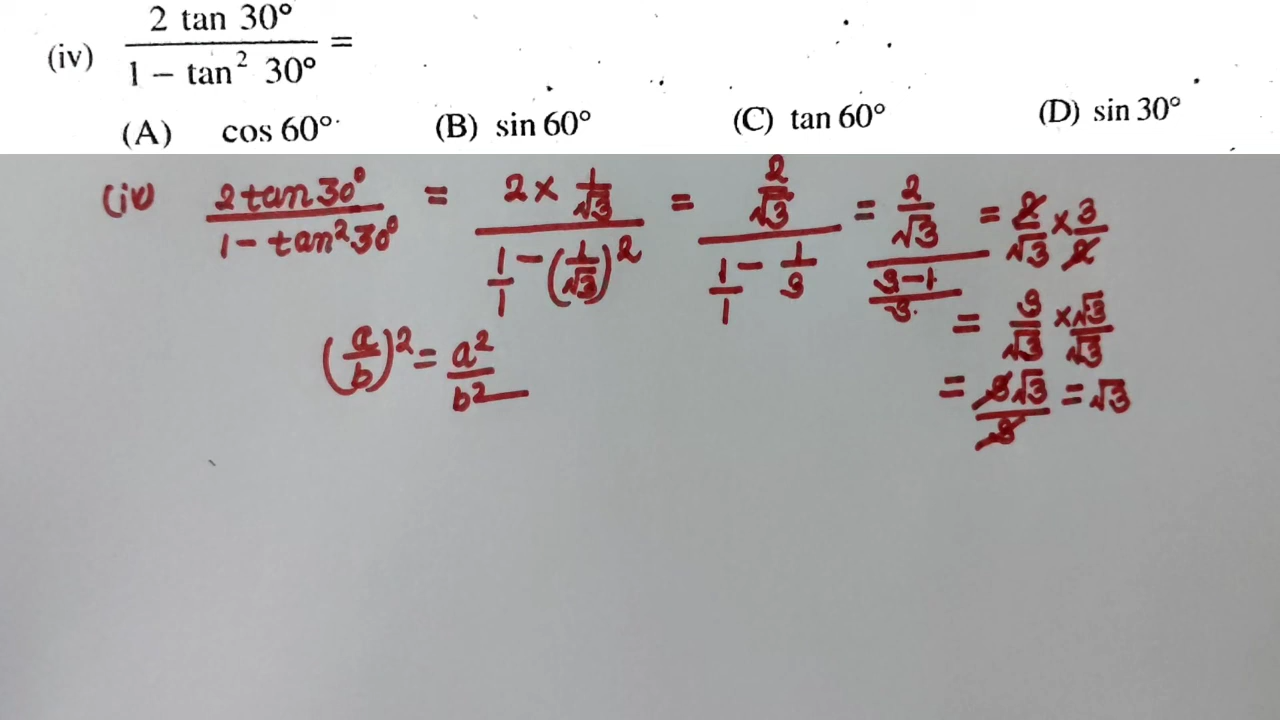 (iv) 2 tan 30° / 1 – tan² 30° =
(A) cos 60° (B) sin 60° (C) tan 60° (D) sin 30°
(iv) 2tan30° / 1 – tan²30° = 2 × 1/√3 / 1/1 – (1/√3)² = 2/√3 / 1/1 – 1/3 = 2/√3 / 3–1/3 = 2/√3 × 3/2
= 3/√3 × √3/√3
(a/b)² = a²/b²
= 3√3/3 = √3